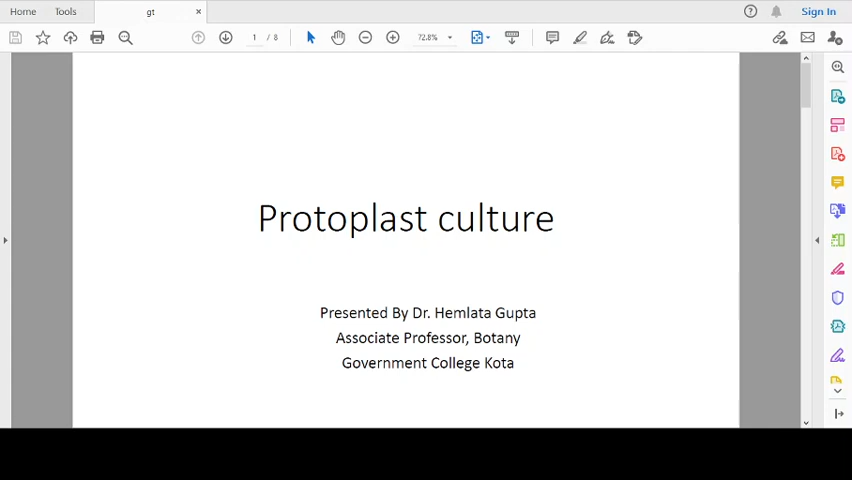 Home Tools gt × ? Sign In
1 / 8 72.8%
Protoplast culture
Presented By Dr. Hemlata Gupta
Associate Professor, Botany
Government College Kota